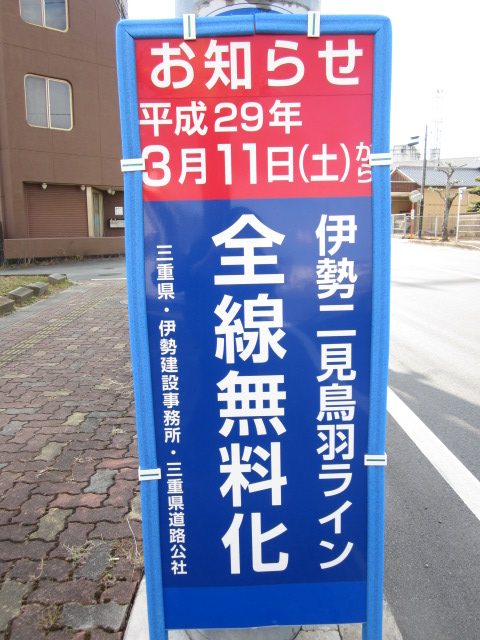 お知らせ
平成29年
3月11日(土)から
伊勢二見鳥羽ライン
全線無料化
三重県・伊勢建設事務所・三重県道路公社